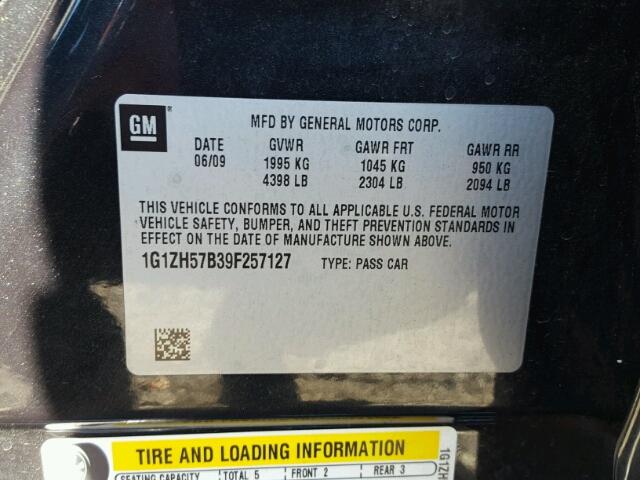 GM
MFD BY GENERAL MOTORS CORP.
DATE GVWR GAWR FRT GAWR RR
06/09 1995 KG 1045 KG 950 KG
4398 LB 2304 LB 2094 LB
THIS VEHICLE CONFORMS TO ALL APPLICABLE U.S. FEDERAL MOTOR
VEHICLE SAFETY, BUMPER, AND THEFT PREVENTION STANDARDS IN
EFFECT ON THE DATE OF MANUFACTURE SHOWN ABOVE.
1G1ZH57B39F257127 TYPE: PASS CAR
TIRE AND LOADING INFORMATION
SEATING CAPACITY TOTAL 5 FRONT 2 REAR 3
1G1ZH